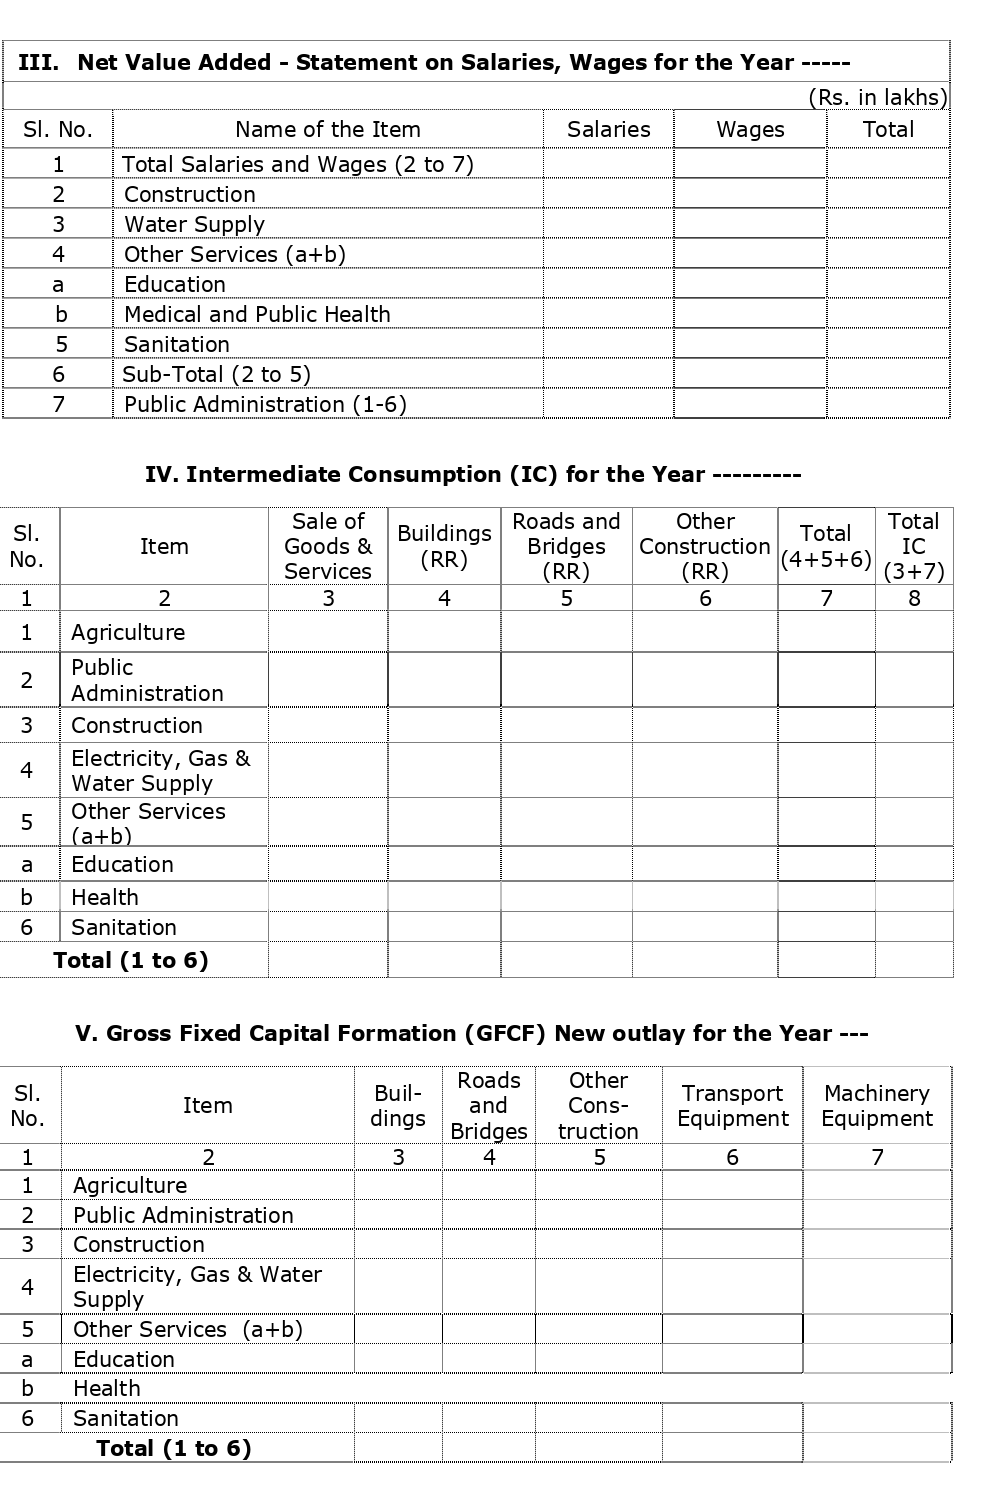 III. Net Value Added - Statement on Salaries, Wages for the Year -----
(Rs. in lakhs)
Sl. No. Name of the Item Salaries Wages Total
1 Total Salaries and Wages (2 to 7)
2 Construction
3 Water Supply
4 Other Services (a+b)
a Education
b Medical and Public Health
5 Sanitation
6 Sub-Total (2 to 5)
7 Public Administration (1-6)
IV. Intermediate Consumption (IC) for the Year ---------
Sl. No. Item Sale of Goods & Services Buildings (RR) Roads and Bridges (RR) Other Construction (RR) Total (4+5+6) Total IC (3+7)
1 2 3 4 5 6 7 8
1 Agriculture
2 Public Administration
3 Construction
4 Electricity, Gas & Water Supply
5 Other Services (a+b)
a Education
b Health
6 Sanitation
Total (1 to 6)
V. Gross Fixed Capital Formation (GFCF) New outlay for the Year ---
Sl. No. Item Buil-dings Roads and Bridges Other Cons-truction Transport Equipment Machinery Equipment
1 2 3 4 5 6 7
1 Agriculture
2 Public Administration
3 Construction
4 Electricity, Gas & Water Supply
5 Other Services (a+b)
a Education
b Health
6 Sanitation
Total (1 to 6)